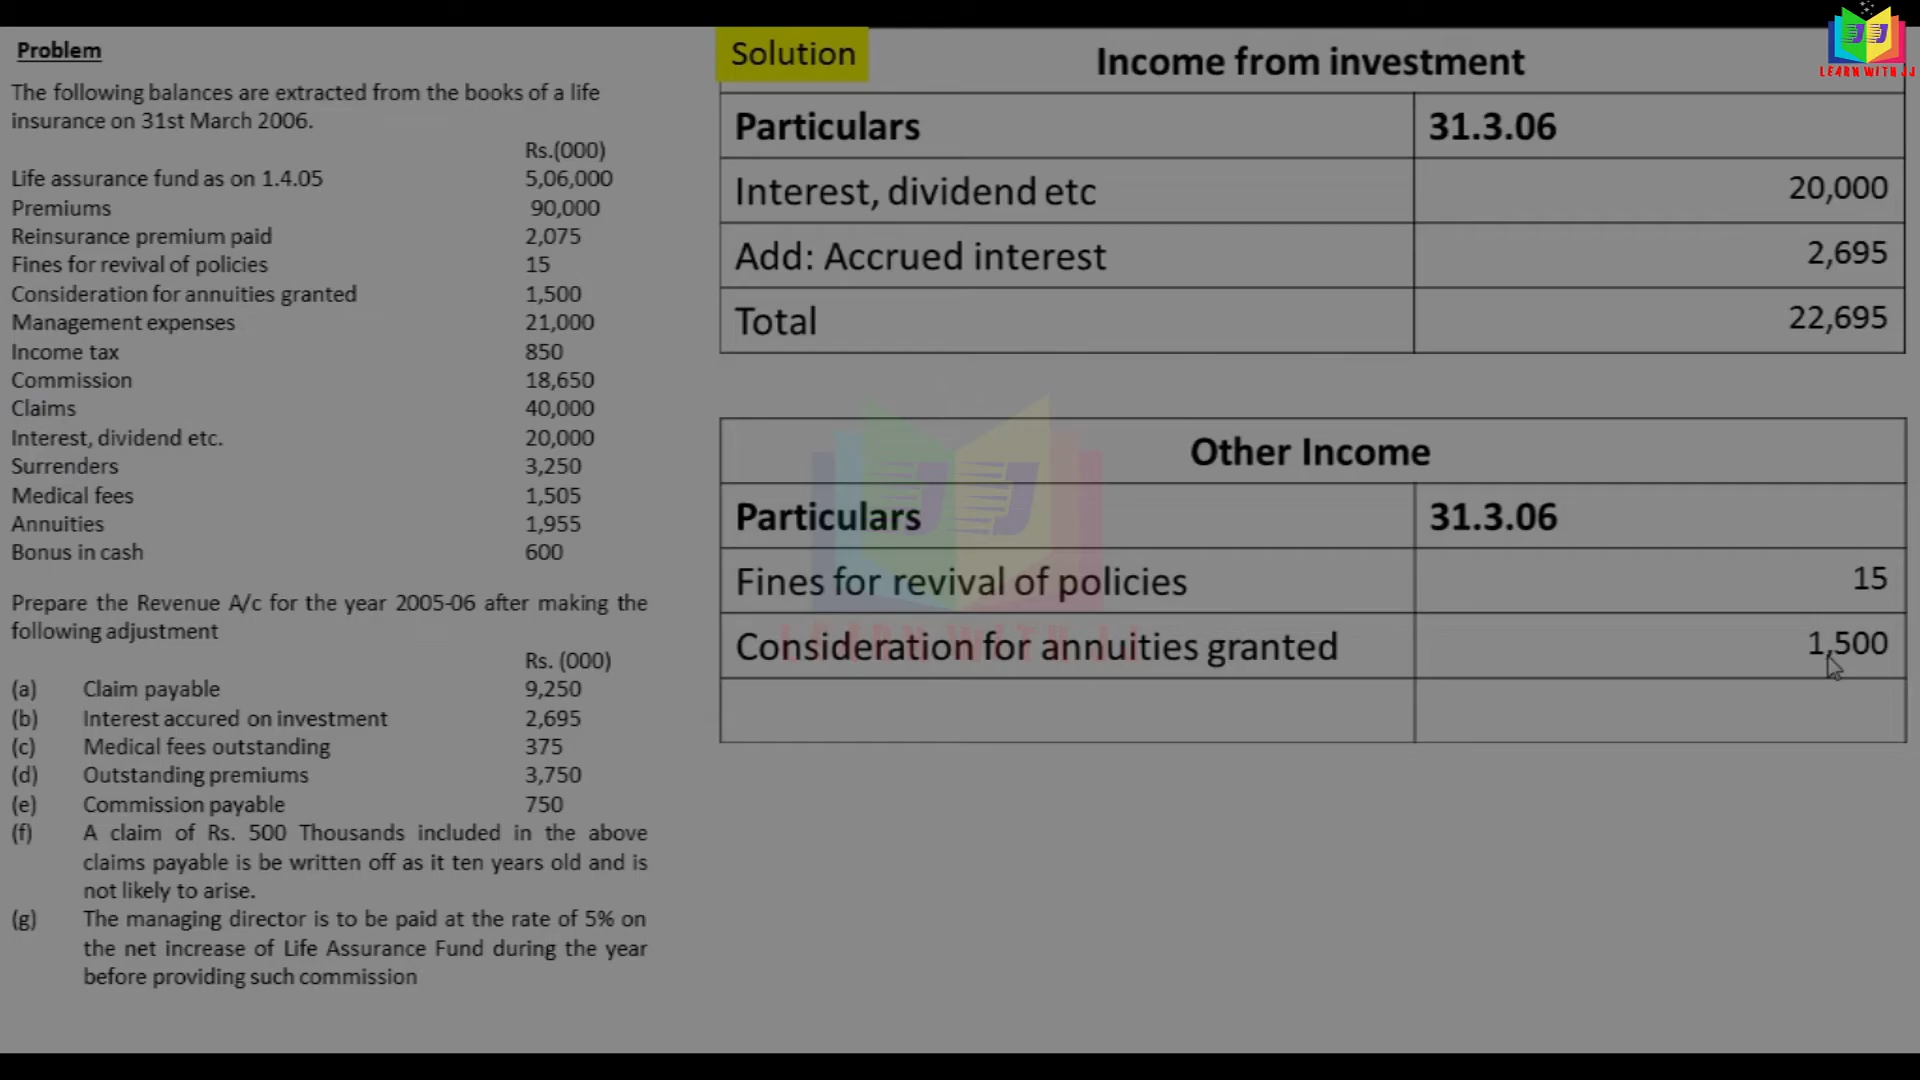 Problem
The following balances are extracted from the books of a life
insurance on 31st March 2006.
Rs.(000)
Life assurance fund as on 1.4.05 5,06,000
Premiums 90,000
Reinsurance premium paid 2,075
Fines for revival of policies 15
Consideration for annuities granted 1,500
Management expenses 21,000
Income tax 850
Commission 18,650
Claims 40,000
Interest, dividend etc. 20,000
Surrenders 3,250
Medical fees 1,505
Annuities 1,955
Bonus in cash 600
Prepare the Revenue A/c for the year 2005-06 after making the
following adjustment
Rs. (000)
(a) Claim payable 9,250
(b) Interest accured on investment 2,695
(c) Medical fees outstanding 375
(d) Outstanding premiums 3,750
(e) Commission payable 750
(f) A claim of Rs. 500 Thousands included in the above
claims payable is be written off as it ten years old and is
not likely to arise.
(g) The managing director is to be paid at the rate of 5% on
the net increase of Life Assurance Fund during the year
before providing such commission
Solution
Income from investment
Particulars 31.3.06
Interest, dividend etc 20,000
Add: Accrued interest 2,695
Total 22,695
Other Income
Particulars 31.3.06
Fines for revival of policies 15
Consideration for annuities granted 1,500
JJ
LEARN WITH JJ
JJ
LEARN WITH JJ